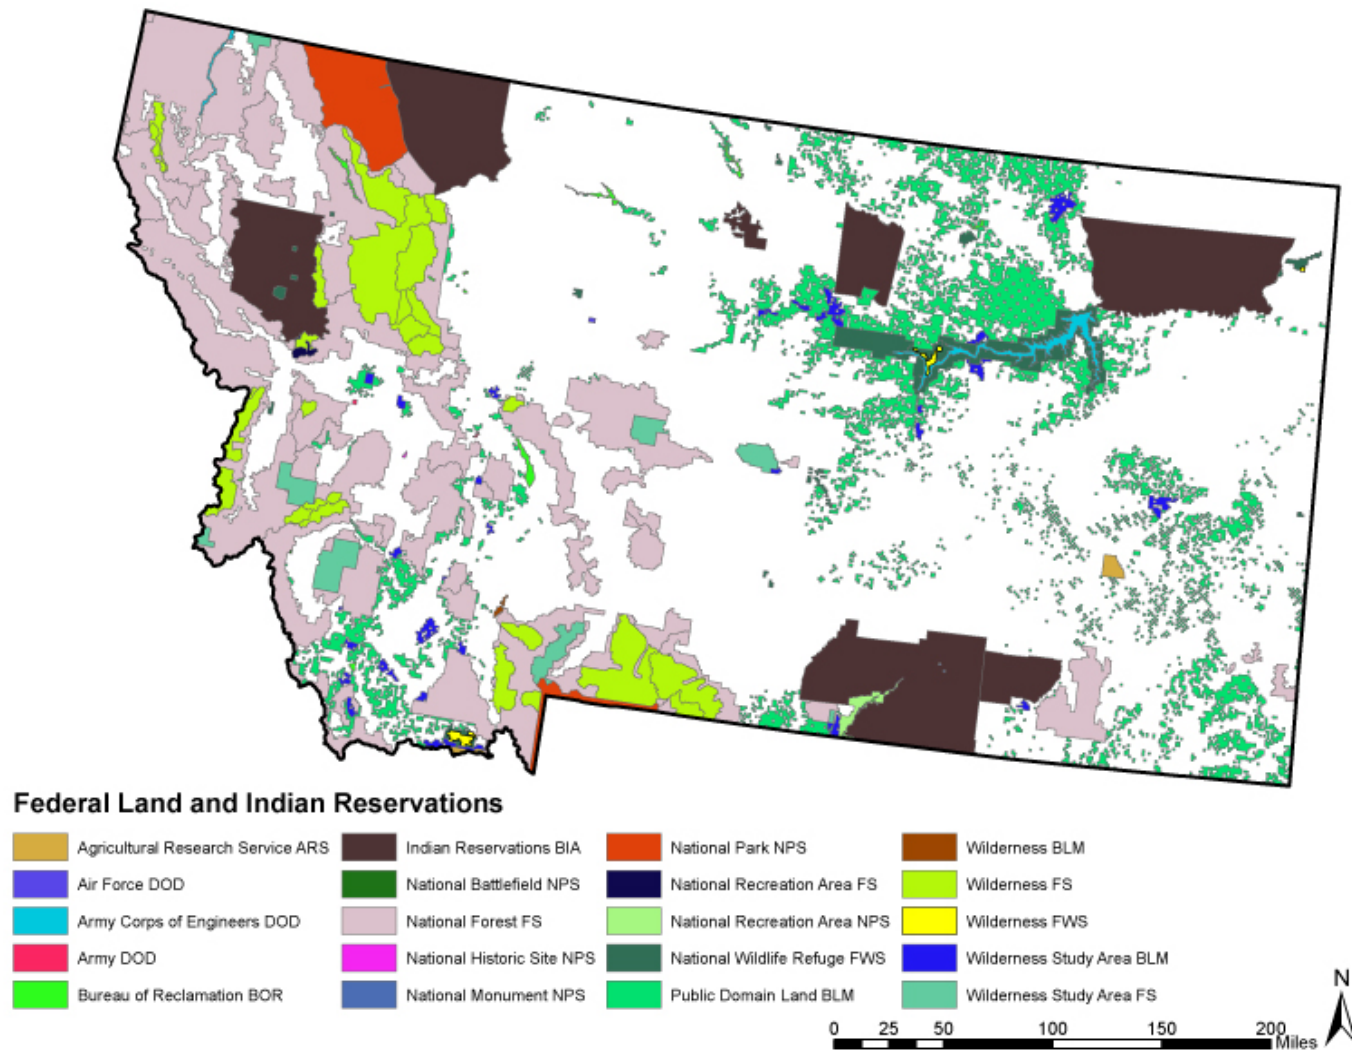 Federal Land and Indian Reservations
Agricultural Research Service ARS
Indian Reservations BIA
National Park NPS
Wilderness BLM
Air Force DOD
National Battlefield NPS
National Recreation Area FS
Wilderness FS
Army Corps of Engineers DOD
National Forest FS
National Recreation Area NPS
Wilderness FWS
Army DOD
National Historic Site NPS
National Wildlife Refuge FWS
Wilderness Study Area BLM
Bureau of Reclamation BOR
National Monument NPS
Public Domain Land BLM
Wilderness Study Area FS
N
0 25 50 100 150 200
Miles